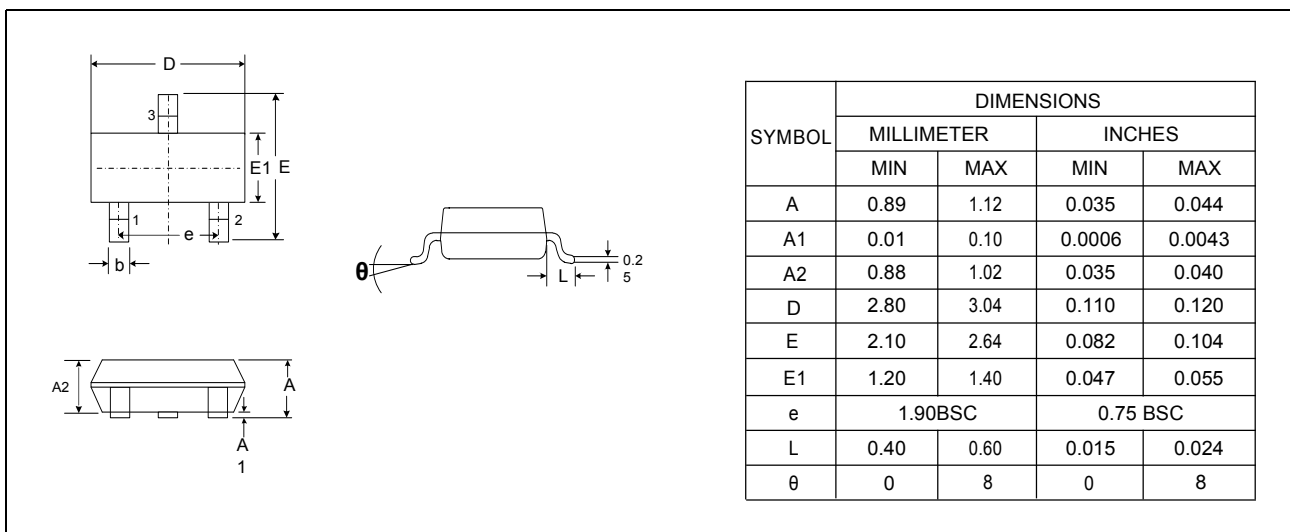 D
3
E1 E
1 2
e
b
θ
L
0.2
5
A2
A
A
1
DIMENSIONS
SYMBOL MILLIMETER INCHES
MIN MAX MIN MAX
A 0.89 1.12 0.035 0.044
A1 0.01 0.10 0.0006 0.0043
A2 0.88 1.02 0.035 0.040
D 2.80 3.04 0.110 0.120
E 2.10 2.64 0.082 0.104
E1 1.20 1.40 0.047 0.055
e 1.90BSC 0.75 BSC
L 0.40 0.60 0.015 0.024
θ 0 8 0 8